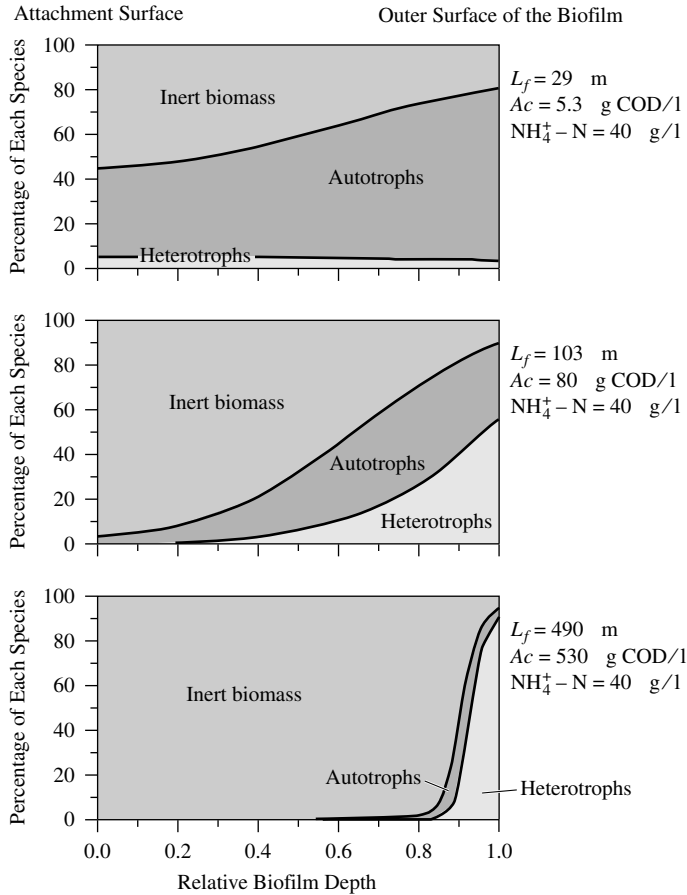 Attachment Surface
Outer Surface of the Biofilm
Percentage of Each Species
100
80
60
40
20
0
Inert biomass
Autotrophs
Heterotrophs
L_f = 29 m
Ac = 5.3 g COD/l
NH₄⁺ – N = 40 g/l
Percentage of Each Species
100
80
60
40
20
0
Inert biomass
Autotrophs
Heterotrophs
L_f = 103 m
Ac = 80 g COD/l
NH₄⁺ – N = 40 g/l
Percentage of Each Species
100
80
60
40
20
0
Inert biomass
Autotrophs
Heterotrophs
L_f = 490 m
Ac = 530 g COD/l
NH₄⁺ – N = 40 g/l
0.0 0.2 0.4 0.6 0.8 1.0
Relative Biofilm Depth